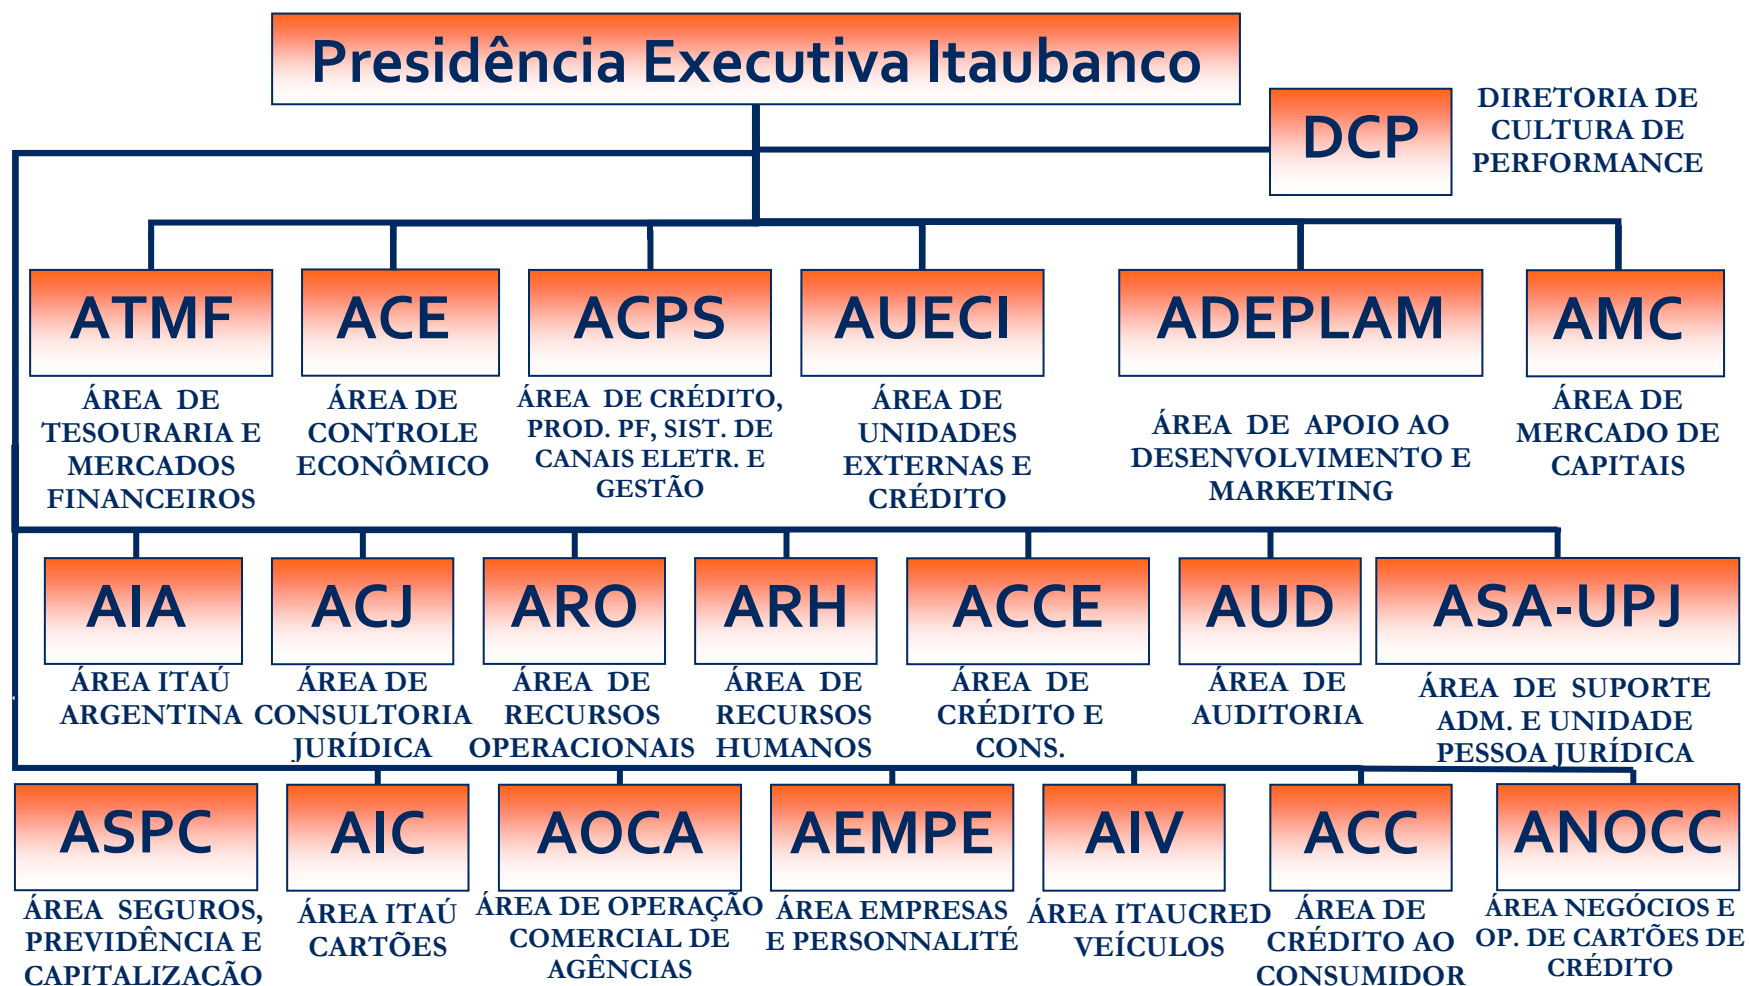 Presidência Executiva Itaubanco
DCP
DIRETORIA DE
CULTURA DE
PERFORMANCE
ATMF
ÁREA DE
TESOURARIA E
MERCADOS
FINANCEIROS
ACE
ÁREA DE
CONTROLE
ECONÔMICO
ACPS
ÁREA DE CRÉDITO,
PROD. PF, SIST. DE
CANAIS ELETR. E
GESTÃO
AUECI
ÁREA DE
UNIDADES
EXTERNAS E
CRÉDITO
ADEPLAM
ÁREA DE APOIO AO
DESENVOLVIMENTO E
MARKETING
AMC
ÁREA DE
MERCADO DE
CAPITAIS
AIA
ÁREA ITAÚ
ARGENTINA
ACJ
ÁREA DE
CONSULTORIA
JURÍDICA
ARO
ÁREA DE
RECURSOS
OPERACIONAIS
ARH
ÁREA DE
RECURSOS
HUMANOS
ACCE
ÁREA DE
CRÉDITO E
CONS.
AUD
ÁREA DE
AUDITORIA
ASA-UPJ
ÁREA DE SUPORTE
ADM. E UNIDADE
PESSOA JURÍDICA
ASPC
ÁREA SEGUROS,
PREVIDÊNCIA E
CAPITALIZAÇÃO
AIC
ÁREA ITAÚ
CARTÕES
AOCA
ÁREA DE OPERAÇÃO
COMERCIAL DE
AGÊNCIAS
AEMPE
ÁREA EMPRESAS
E PERSONNALITÉ
AIV
ÁREA ITAUCRED
VEÍCULOS
ACC
ÁREA DE
CRÉDITO AO
CONSUMIDOR
ANOCC
ÁREA NEGÓCIOS E
OP. DE CARTÕES DE
CRÉDITO